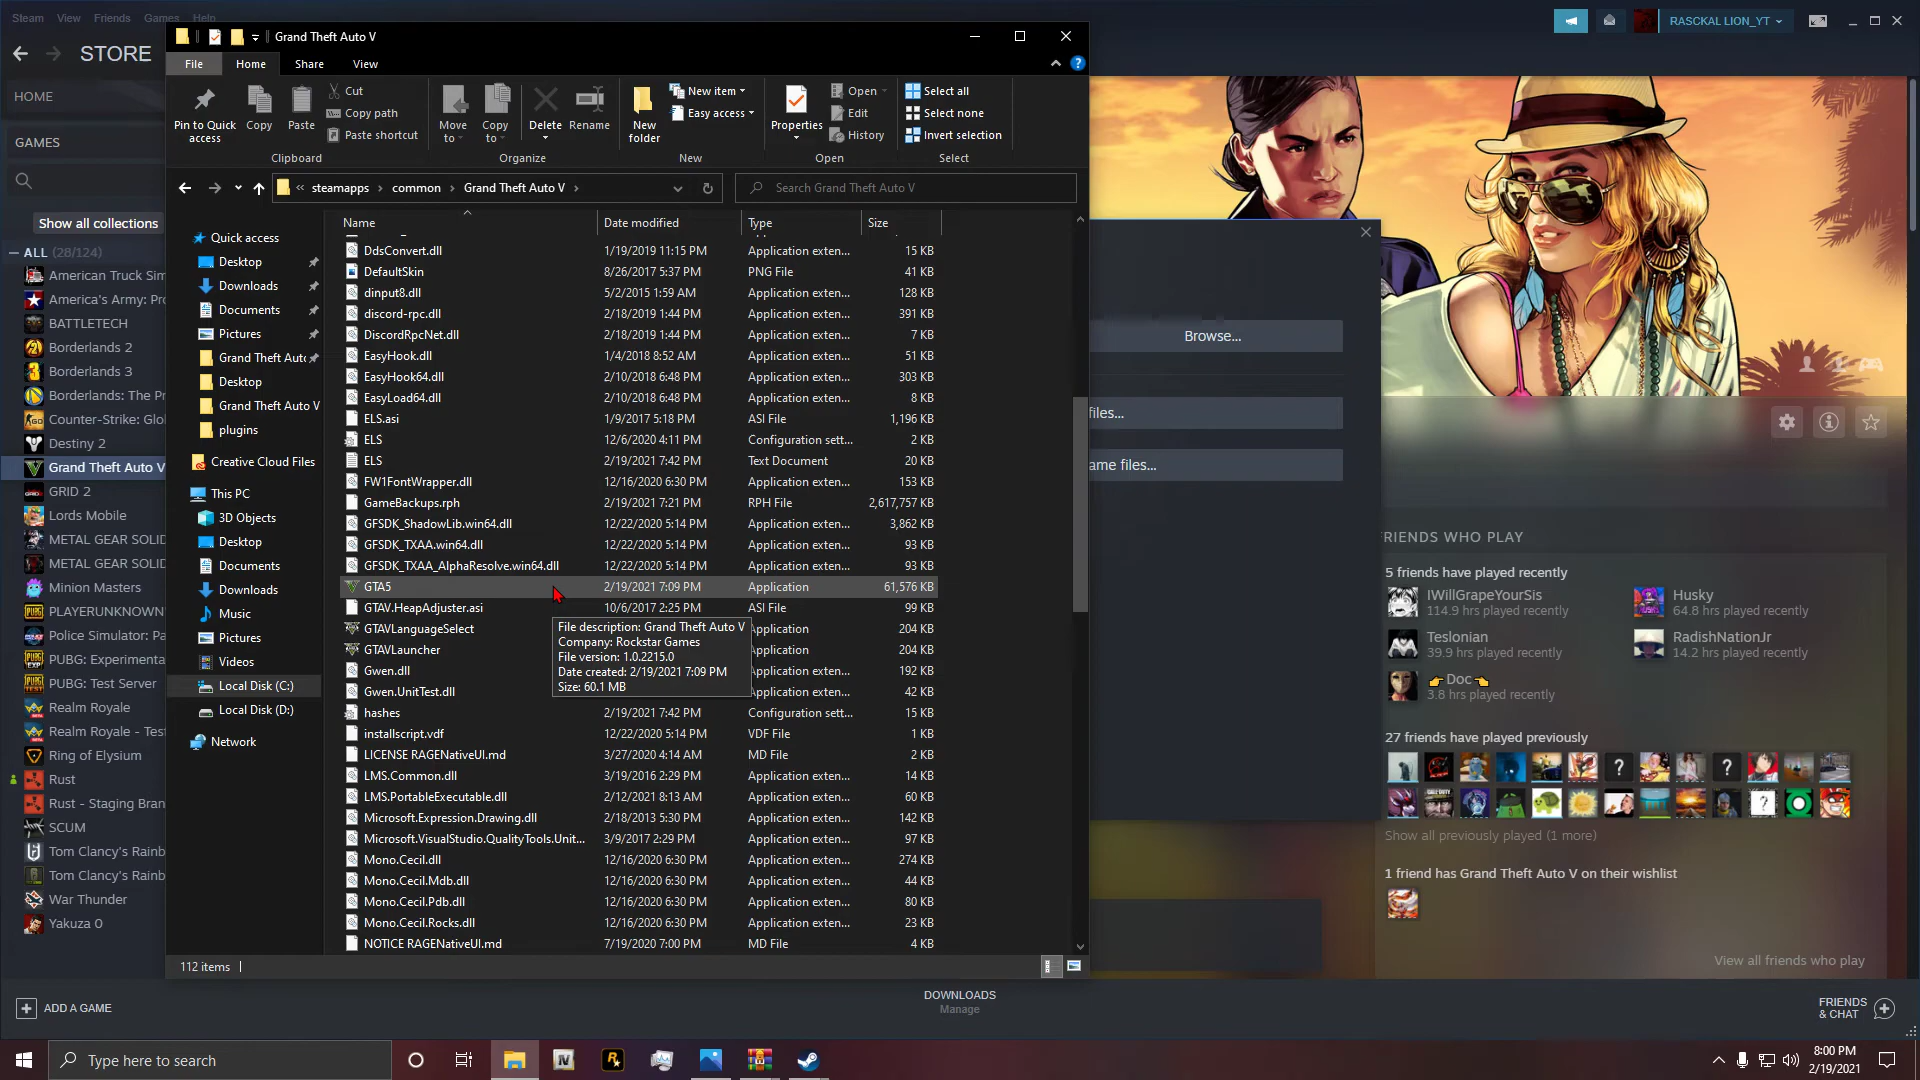 Steam View Friends Games Help
RASCKAL LION_YT
STORE
HOME
GAMES
Show all collections
ALL (28/124)
American Truck Sim
America's Army: Pro
BATTLETECH
Borderlands 2
Borderlands 3
Borderlands: The Pr
Counter-Strike: Glo
Destiny 2
Grand Theft Auto V
GRID 2
Lords Mobile
METAL GEAR SOLID
METAL GEAR SOLID
Minion Masters
PLAYERUNKNOWN
Police Simulator: Pa
PUBG: Experimenta
PUBG: Test Server
Realm Royale
Realm Royale - Test
Ring of Elysium
Rust
Rust - Staging Bran
SCUM
Tom Clancy's Rainb
Tom Clancy's Rainb
War Thunder
Yakuza 0
ADD A GAME
Grand Theft Auto V
File Home Share View
Pin to Quick access
Copy
Paste
Cut
Copy path
Paste shortcut
Clipboard
Move to
Copy to
Delete
Rename
Organize
New folder
New item
Easy access
New
Properties
Open
Edit
History
Open
Select all
Select none
Invert selection
Select
« steamapps > common > Grand Theft Auto V >
Search Grand Theft Auto V
Quick access
Desktop
Downloads
Documents
Pictures
Grand Theft Auto
Desktop
Grand Theft Auto V
plugins
Creative Cloud Files
This PC
3D Objects
Desktop
Documents
Downloads
Music
Pictures
Videos
Local Disk (C:)
Local Disk (D:)
Network
Name Date modified Type Size
DdsConvert.dll 1/19/2019 11:15 PM Application exten... 15 KB
DefaultSkin 8/26/2017 5:37 PM PNG File 41 KB
dinput8.dll 5/2/2015 1:59 AM Application exten... 128 KB
discord-rpc.dll 2/18/2019 1:44 PM Application exten... 391 KB
DiscordRpcNet.dll 2/18/2019 1:44 PM Application exten... 7 KB
EasyHook.dll 1/4/2018 8:52 AM Application exten... 51 KB
EasyHook64.dll 2/10/2018 6:48 PM Application exten... 303 KB
EasyLoad64.dll 2/10/2018 6:48 PM Application exten... 8 KB
ELS.asi 1/9/2017 5:18 PM ASI File 1,196 KB
ELS 12/6/2020 4:11 PM Configuration sett... 2 KB
ELS 2/19/2021 7:42 PM Text Document 20 KB
FW1FontWrapper.dll 12/16/2020 6:30 PM Application exten... 153 KB
GameBackups.rph 2/19/2021 7:21 PM RPH File 2,617,757 KB
GFSDK_ShadowLib.win64.dll 12/22/2020 5:14 PM Application exten... 3,862 KB
GFSDK_TXAA.win64.dll 12/22/2020 5:14 PM Application exten... 93 KB
GFSDK_TXAA_AlphaResolve.win64.dll 12/22/2020 5:14 PM Application exten... 93 KB
GTA5 2/19/2021 7:09 PM Application 61,576 KB
GTAV.HeapAdjuster.asi 10/6/2017 2:25 PM ASI File 99 KB
GTAVLanguageSelect pplication 204 KB
GTAVLauncher pplication 204 KB
Gwen.dll pplication exten... 192 KB
Gwen.UnitTest.dll pplication exten... 42 KB
hashes 2/19/2021 7:42 PM Configuration sett... 15 KB
installscript.vdf 12/22/2020 5:14 PM VDF File 1 KB
LICENSE RAGENativeUI.md 3/27/2020 4:14 AM MD File 2 KB
LMS.Common.dll 3/19/2016 2:29 PM Application exten... 14 KB
LMS.PortableExecutable.dll 2/12/2021 8:13 AM Application exten... 60 KB
Microsoft.Expression.Drawing.dll 2/18/2013 5:30 PM Application exten... 142 KB
Microsoft.VisualStudio.QualityTools.Unit... 3/9/2017 2:29 PM Application exten... 97 KB
Mono.Cecil.dll 12/16/2020 6:30 PM Application exten... 274 KB
Mono.Cecil.Mdb.dll 12/16/2020 6:30 PM Application exten... 44 KB
Mono.Cecil.Pdb.dll 12/16/2020 6:30 PM Application exten... 80 KB
Mono.Cecil.Rocks.dll 12/16/2020 6:30 PM Application exten... 23 KB
NOTICE RAGENativeUI.md 7/19/2020 7:00 PM MD File 4 KB
File description: Grand Theft Auto V
Company: Rockstar Games
File version: 1.0.2215.0
Date created: 2/19/2021 7:09 PM
Size: 60.1 MB
112 items
Browse...
files...
ame files...
RIENDS WHO PLAY
5 friends have played recently
IWillGrapeYourSis
114.9 hrs played recently
Husky
64.8 hrs played recently
Teslonian
39.9 hrs played recently
RadishNationJr
14.2 hrs played recently
👉Doc👈
3.8 hrs played recently
27 friends have played previously
Show all previously played (1 more)
1 friend has Grand Theft Auto V on their wishlist
View all friends who play
DOWNLOADS
Manage
FRIENDS
& CHAT
Type here to search
8:00 PM
2/19/2021